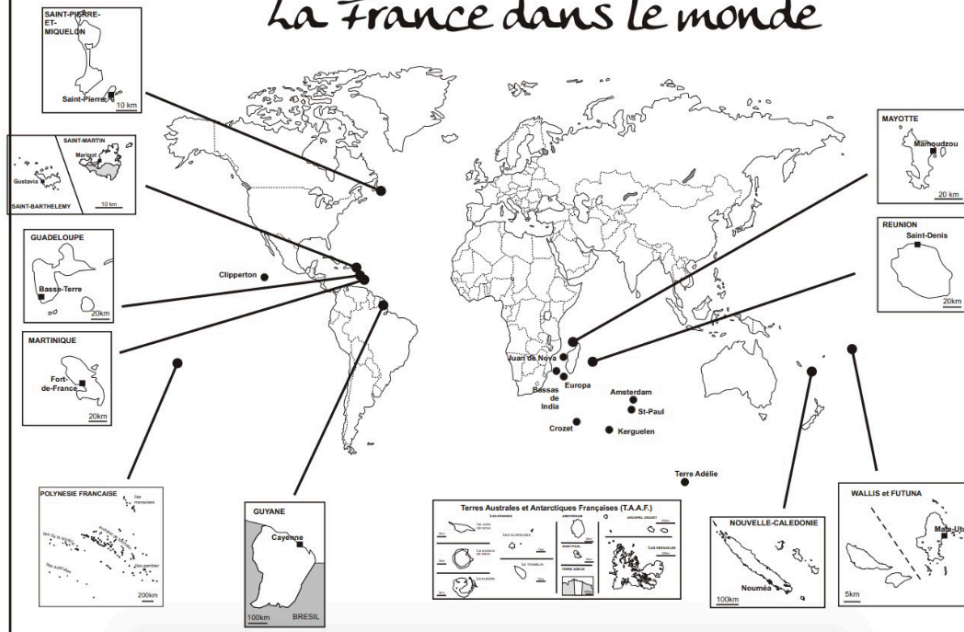 La France dans le monde
SAINT-PIERRE-
ET-
MIQUELON
Saint-Pierre
10 km
SAINT-MARTIN
Marigot
Gustavia
SAINT-BARTHELEMY
10 km
GUADELOUPE
Basse-Terre
20km
MARTINIQUE
Fort-
de-France
20km
Clipperton
MAYOTTE
Mamoudzou
20 km
REUNION
Saint-Denis
20km
Juan de Nova
Bassas
de
India
Europa
Amsterdam
St-Paul
Crozet
Kerguelen
Terre Adélie
POLYNESIE FRANCAISE
200km
GUYANE
Cayenne
100km
BRESIL
Terres Australes et Antarctiques Françaises (T.A.A.F.)
NOUVELLE-CALEDONIE
Nouméa
100km
WALLIS et FUTUNA
5km